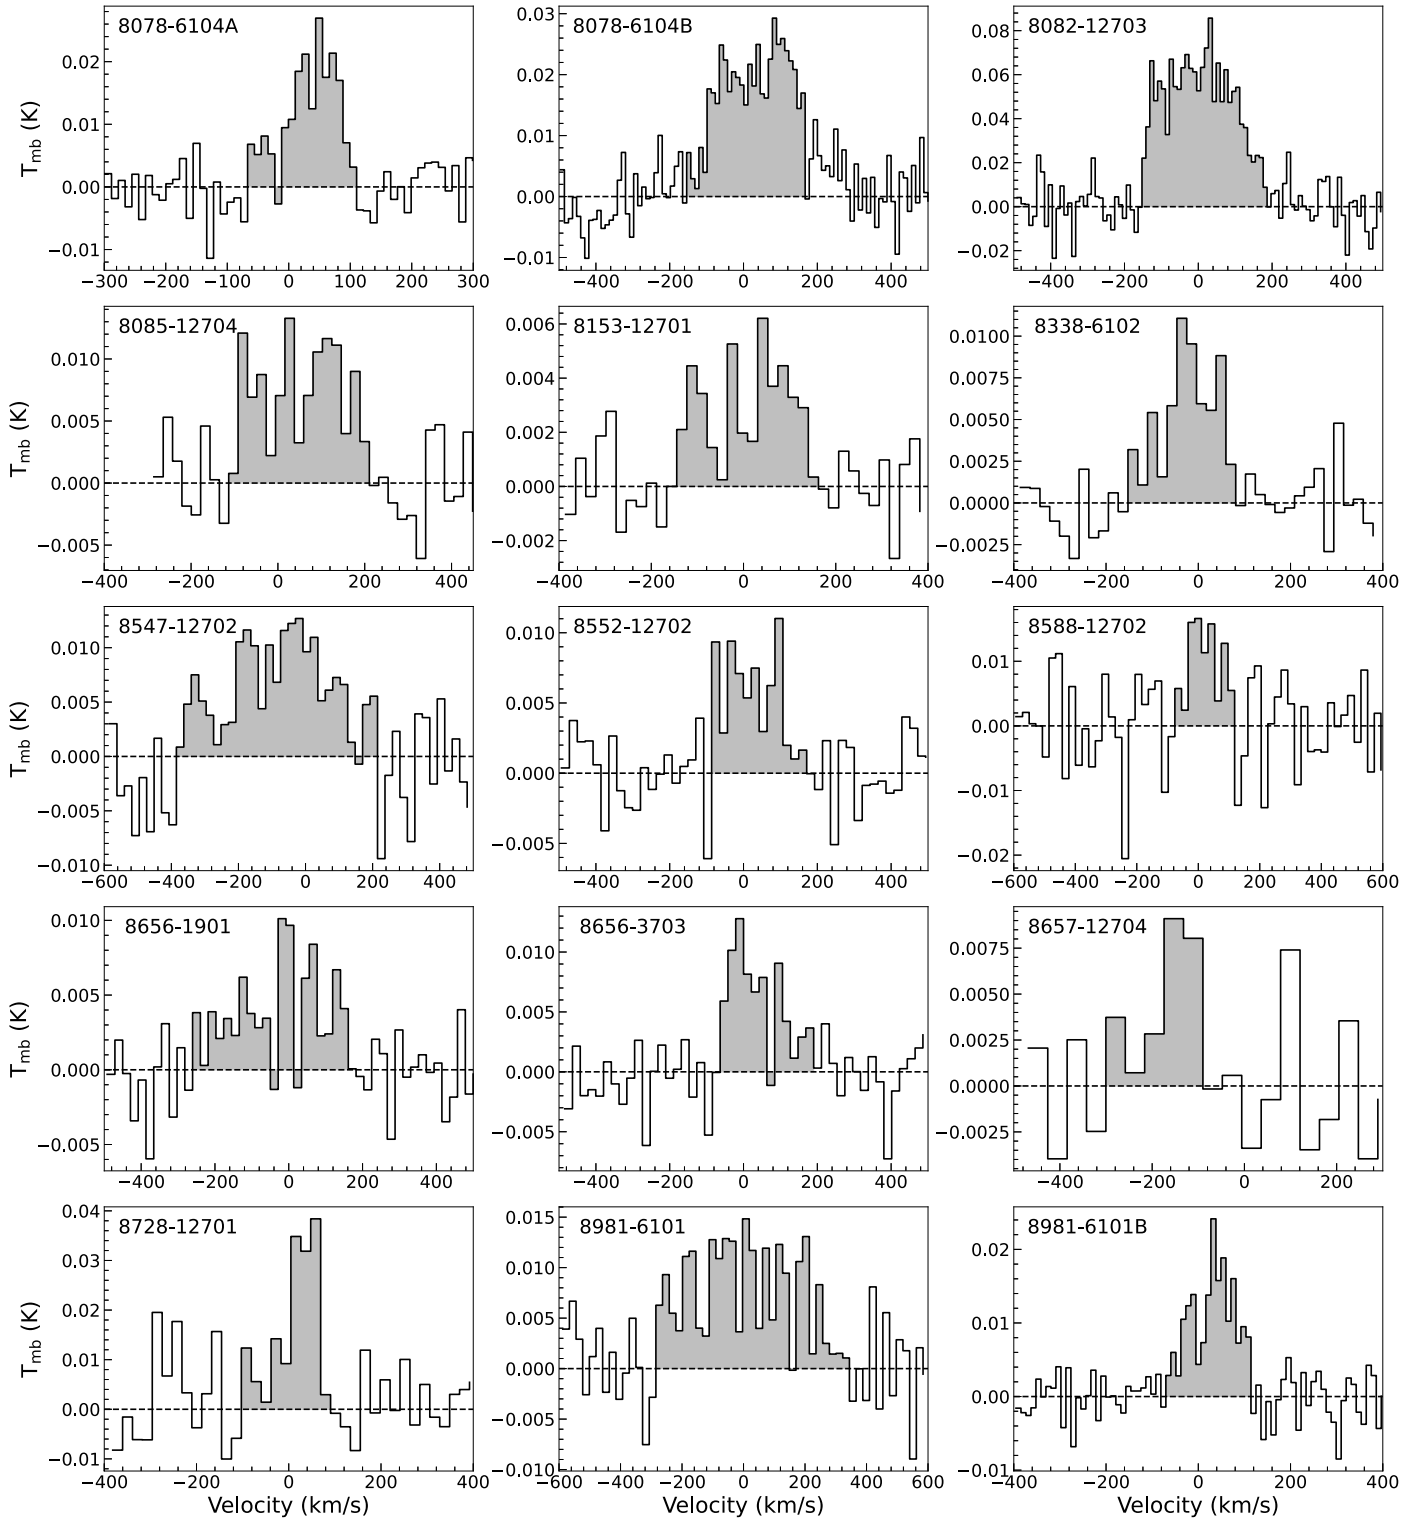 8078-6104A 8078-6104B 8082-12703
T_mb (K)
0.02 0.01 0.00 −0.01
0.03 0.02 0.01 0.00 −0.01
0.08 0.06 0.04 0.02 0.00 −0.02
−300 −200 −100 0 100 200 300
−400 −200 0 200 400
−400 −200 0 200 400
8085-12704 8153-12701 8338-6102
T_mb (K)
0.010 0.005 0.000 −0.005
0.006 0.004 0.002 0.000 −0.002
0.0100 0.0075 0.0050 0.0025 0.0000 −0.0025
−400 −200 0 200 400
−400 −200 0 200 400
−400 −200 0 200 400
8547-12702 8552-12702 8588-12702
T_mb (K)
0.010 0.005 0.000 −0.005 −0.010
0.010 0.005 0.000 −0.005
0.01 0.00 −0.01 −0.02
−600 −400 −200 0 200 400
−400 −200 0 200 400
−600 −400 −200 0 200 400 600
8656-1901 8656-3703 8657-12704
T_mb (K)
0.010 0.005 0.000 −0.005
0.010 0.005 0.000 −0.005
0.0075 0.0050 0.0025 0.0000 −0.0025
−400 −200 0 200 400
−400 −200 0 200 400
−400 −200 0 200
8728-12701 8981-6101 8981-6101B
T_mb (K)
0.04 0.03 0.02 0.01 0.00 −0.01
0.015 0.010 0.005 0.000 −0.005 −0.010
0.02 0.01 0.00 −0.01
−400 −200 0 200 400
−600 −400 −200 0 200 400 600
−400 −200 0 200 400
Velocity (km/s) Velocity (km/s) Velocity (km/s)